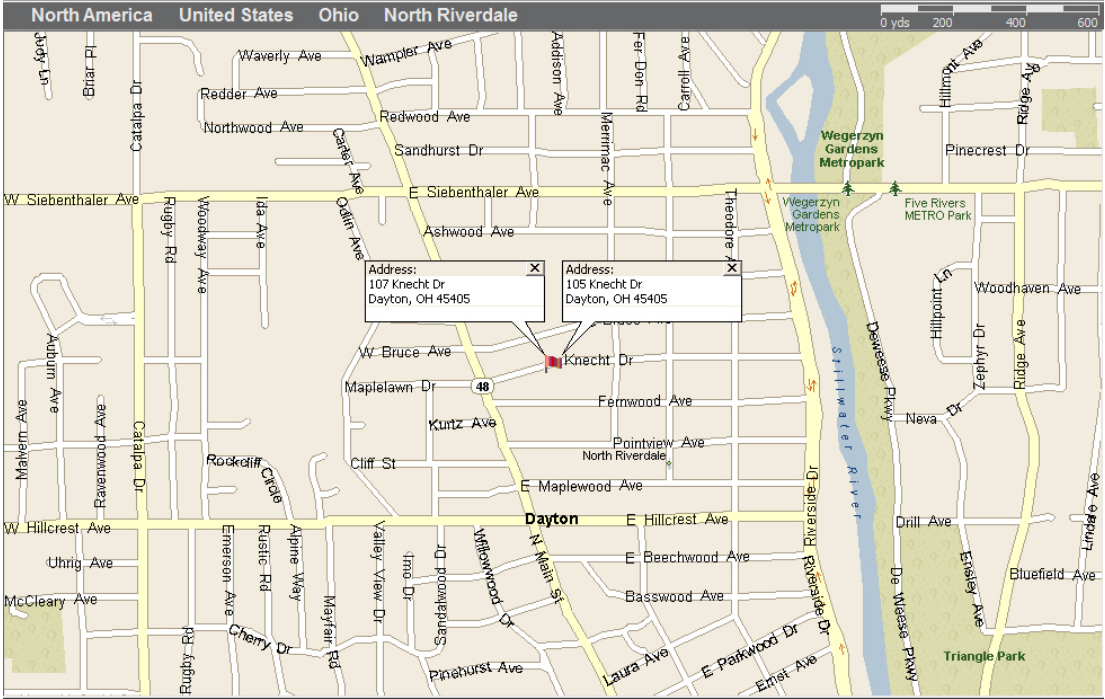 North America United States Ohio North Riverdale
0 yds 200 400 600
Judy Ln
Briar Pl
Catalpa Dr
Waverly Ave
Wampler Ave
Addison Ave
Fer Don Rd
Carroll Ave
Hillmont Ave
Ridge Av
Redder Ave
Northwood Ave
Redwood Ave
Carter Ave
Sandhurst Dr
Merrimac Ave
Wegerzyn
Gardens
Metropark
Pinecrest Dr
W Siebenthaler Ave
E Siebenthaler Ave
Rugby Rd
Woodway Ave
Ida Ave
Odlin Ave
Ashwood Ave
Theodore A
Wegerzyn
Gardens
Metropark
Five Rivers
METRO Park
Address:
107 Knecht Dr
Dayton, OH 45405
Address:
105 Knecht Dr
Dayton, OH 45405
Hillpoint Ln
Woodhaven Ave
Zephyr Dr
Ridge Ave
Deweese Pkwy
Stillwater River
Auburn Ave
W Bruce Ave
Knecht Dr
Maplelawn Dr
48
Fernwood Ave
Malvern Ave
Ravenwood Ave
Catalpa Dr
Kurtz Ave
Neva Dr
Pointview Ave
North Riverdale
Rockcliff Circle
Cliff St
E Maplewood Ave
Riverside Dr
Lindale Ave
W Hillcrest Ave
Dayton
E Hillcrest Ave
Drill Ave
Uhrig Ave
Emerson Ave
Rustic Rd
Alpine Way
Valley View Dr
Imo Dr
Sandalwood Dr
Willowwood Dr
N Main St
E Beechwood Ave
Riverside Dr
De Weese Pkwy
Ensley Ave
Bluefield Ave
McCleary Ave
Mayfair Rd
Basswood Ave
Rugby Rd
Cherry Dr
Pinehurst Ave
Laura Ave
E Parkwood Dr
Ernst Ave
Triangle Park